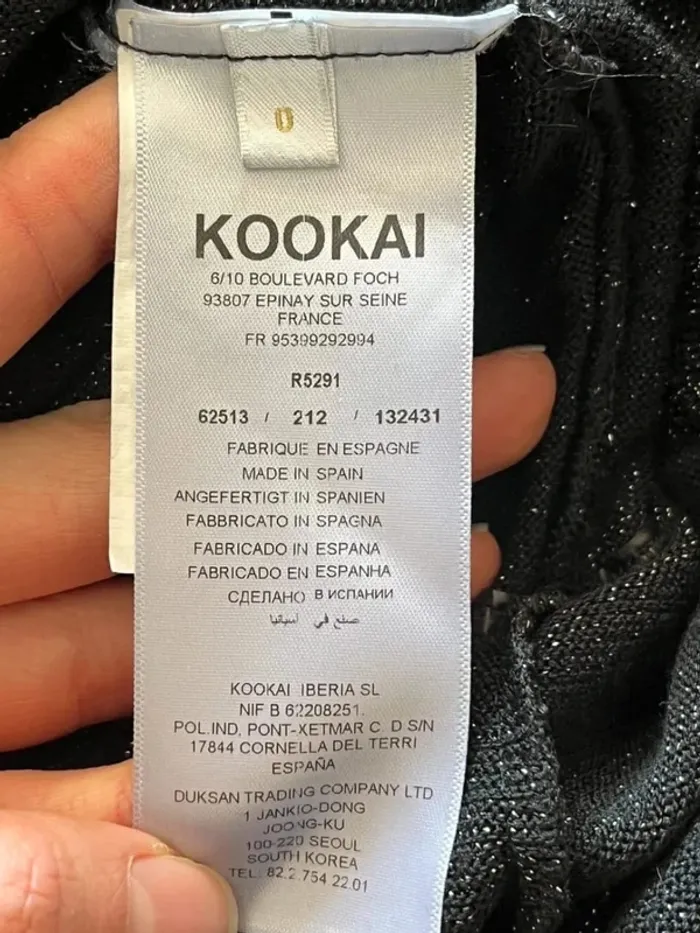 0
KOOKAI
6/10 BOULEVARD FOCH
93807 EPINAY SUR SEINE
FRANCE
FR 95399292994
R5291
62513 / 212 / 132431
FABRIQUE EN ESPAGNE
MADE IN SPAIN
ANGEFERTIGT IN SPANIEN
FABBRICATO IN SPAGNA
FABRICADO IN ESPANA
FABRICADO EN ESPANHA
СДЕЛАНО В ИСПАНИИ
صنع في أسبانيا
KOOKAI IBERIA SL
NIF B 62208251.
POL.IND, PONT-XETMAR C. D S/N
17844 CORNELLA DEL TERRI
ESPAÑA
DUKSAN TRADING COMPANY LTD
1 JANKIO-DONG
JOONG-KU
100-220 SEOUL
SOUTH KOREA
TEL. 82.2.754 22.01